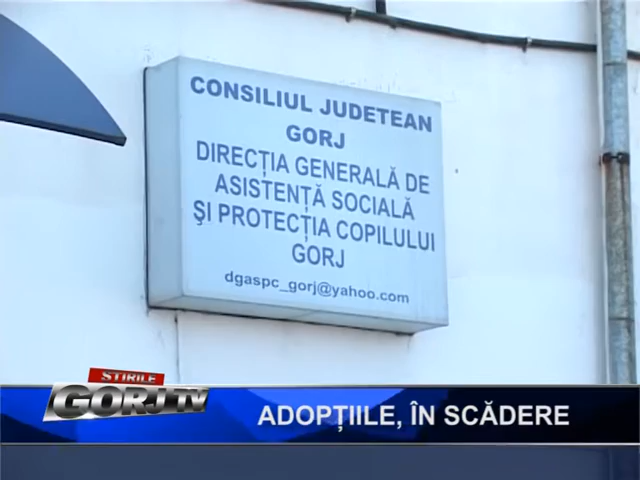 CONSILIUL JUDETEAN
GORJ
DIRECȚIA GENERALĂ DE
ASISTENȚĂ SOCIALĂ
ŞI PROTECȚIA COPILULUI
GORJ
dgaspc_gorj@yahoo.com
STIRILE
GORJ TV
ADOPȚIILE, ÎN SCĂDERE